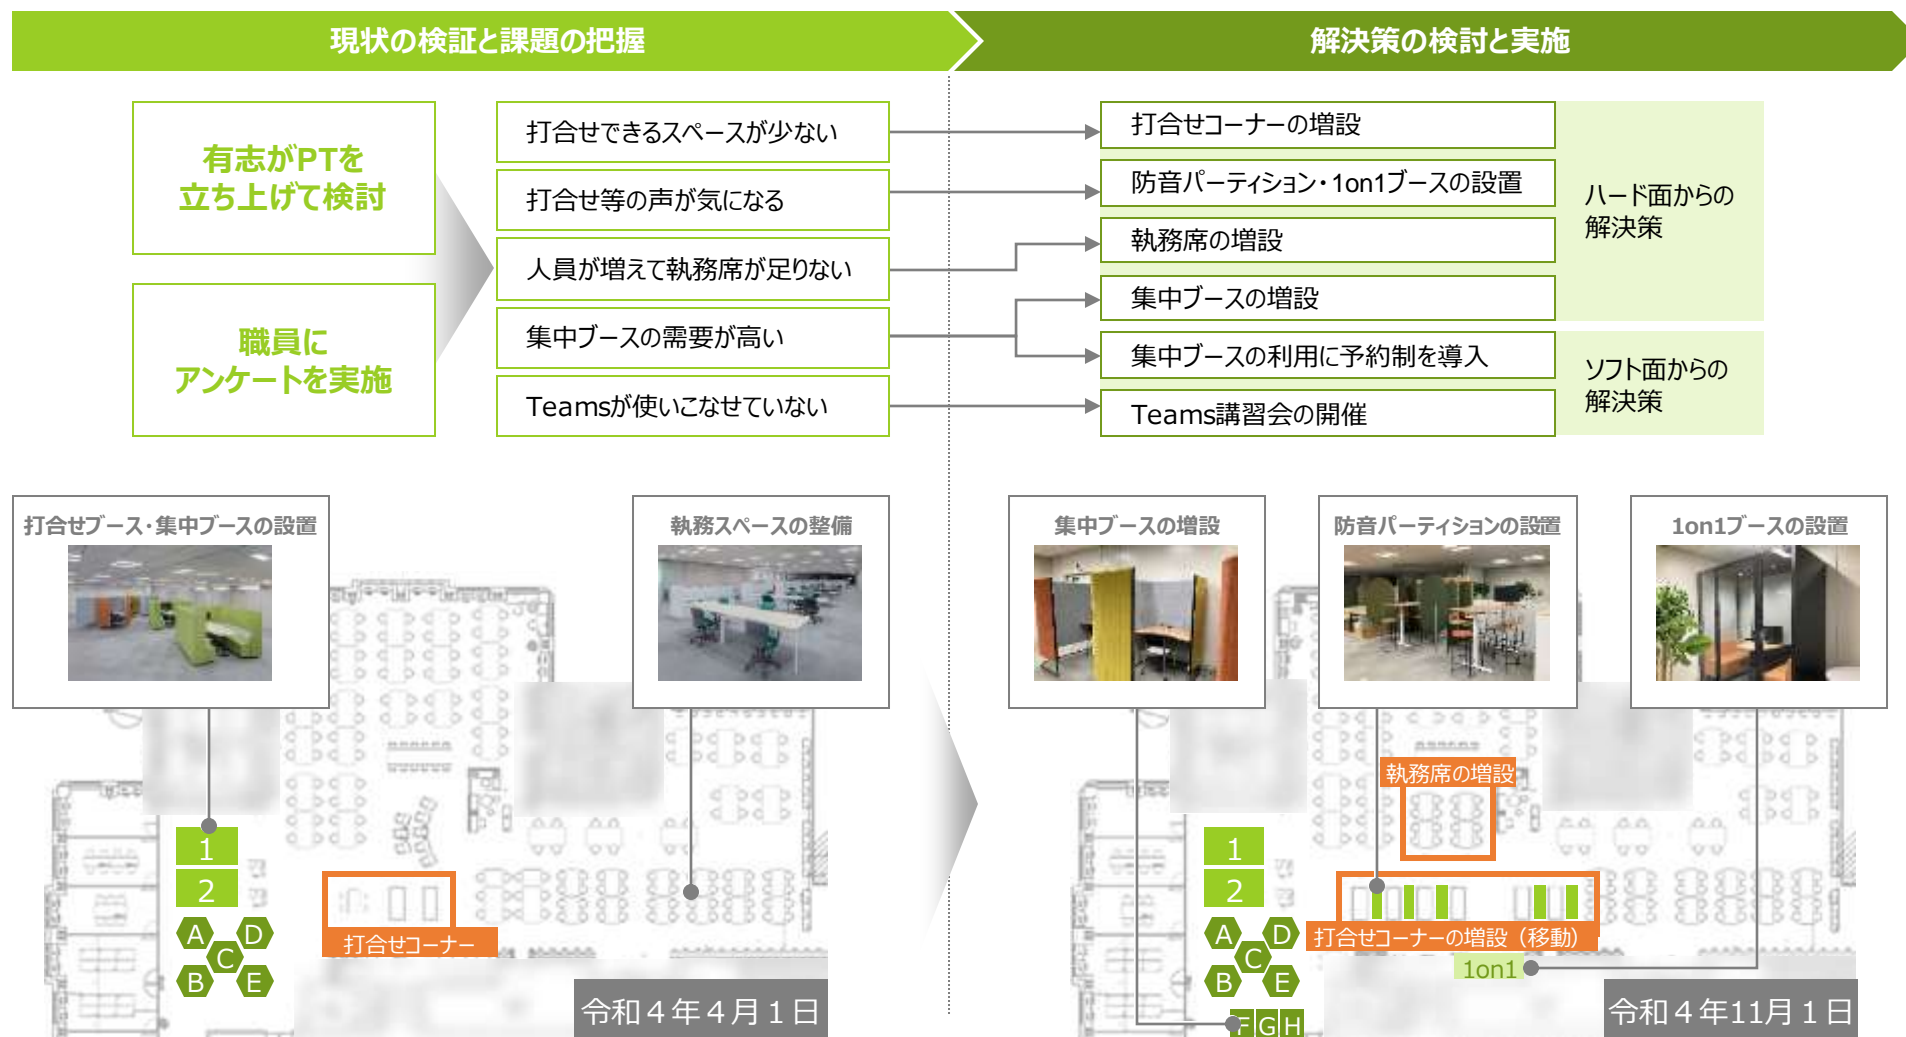 現状の検証と課題の把握
解決策の検討と実施
有志がPTを
立ち上げて検討
職員に
アンケートを実施
打合せできるスペースが少ない
打合せ等の声が気になる
人員が増えて執務席が足りない
集中ブースの需要が高い
Teamsが使いこなせていない
打合せコーナーの増設
防音パーティション・1on1ブースの設置
執務席の増設
集中ブースの増設
集中ブースの利用に予約制を導入
Teams講習会の開催
ハード面からの
解決策
ソフト面からの
解決策
打合せブース・集中ブースの設置
執務スペースの整備
1
2
A
D
C
B
E
打合せコーナー
令和４年４月１日
集中ブースの増設
防音パーティションの設置
1on1ブースの設置
執務席の増設
1
2
A
D
C
B
E
F
G
H
打合せコーナーの増設（移動）
1on1
令和４年11月１日